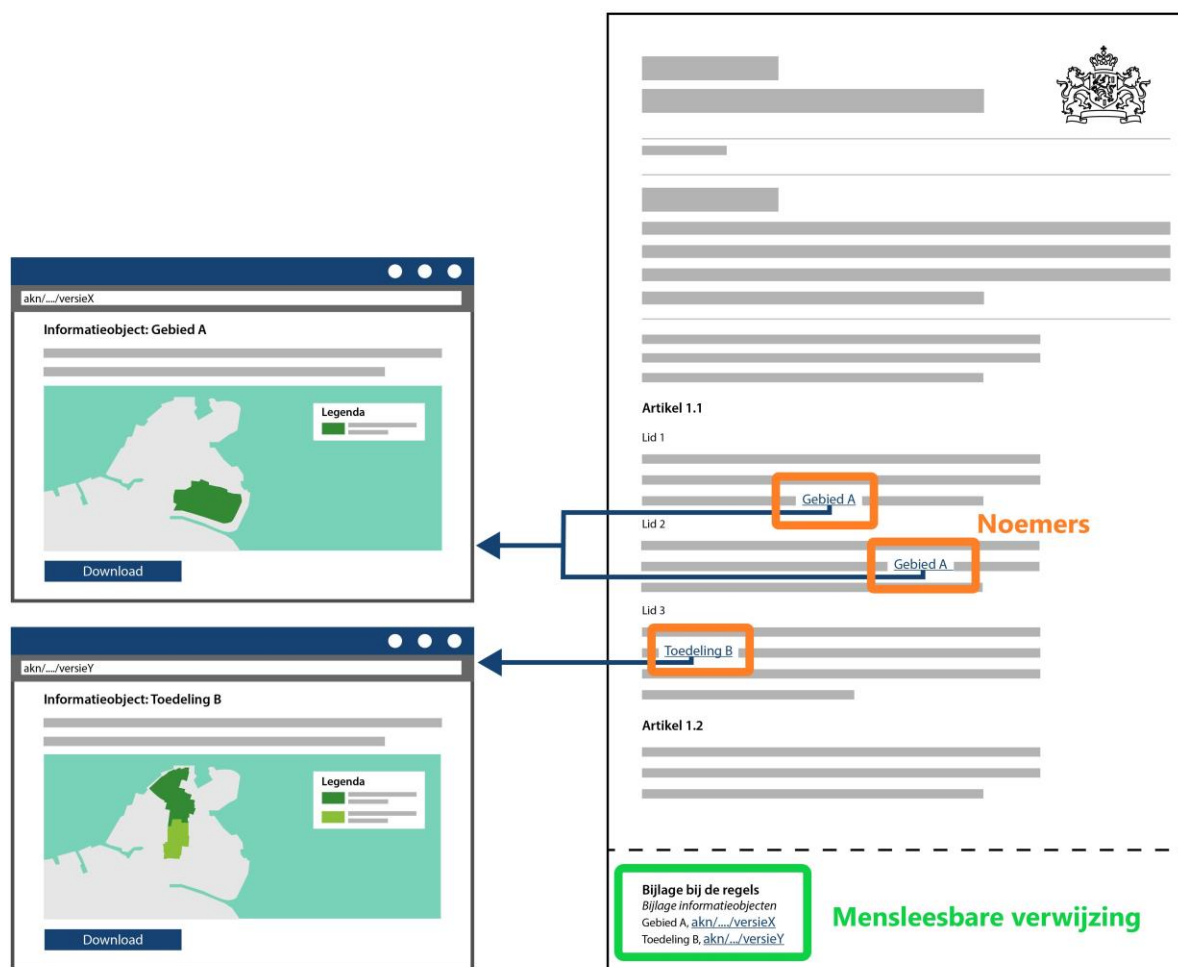 akn/..../versieX
Informatieobject: Gebied A
Legenda
Download
akn/..../versieY
Informatieobject: Toedeling B
Legenda
Download
Artikel 1.1
Lid 1
Gebied A
Lid 2
Noemers
Gebied A
Lid 3
Toedeling B
Artikel 1.2
Bijlage bij de regels
Bijlage informatieobjecten
Gebied A, akn/..../versieX
Toedeling B, akn/.../versieY
Mensleesbare verwijzing